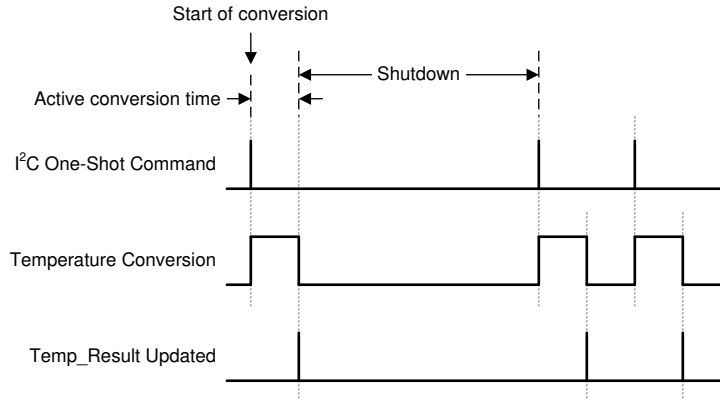 Start of conversion
Shutdown
Active conversion time
I²C One-Shot Command
Temperature Conversion
Temp_Result Updated